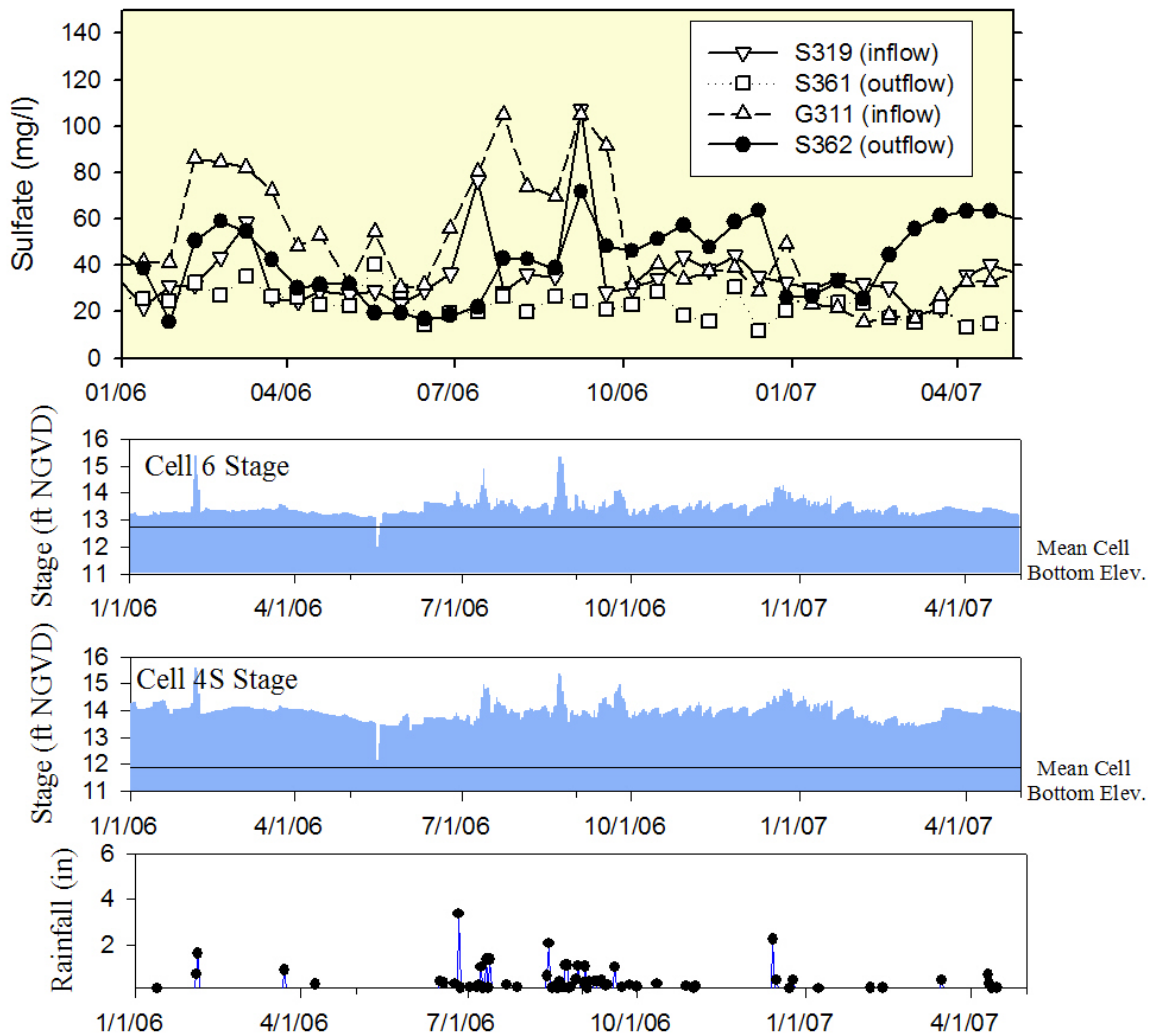 140
120
100
80
60
40
20
0
Sulfate (mg/l)
S319 (inflow)
S361 (outflow)
G311 (inflow)
S362 (outflow)
01/06 04/06 07/06 10/06 01/07 04/07
16
15
14
13
12
11
Stage (ft NGVD)
Cell 6 Stage
Mean Cell
Bottom Elev.
1/1/06 4/1/06 7/1/06 10/1/06 1/1/07 4/1/07
16
15
14
13
12
11
Stage (ft NGVD)
Cell 4S Stage
Mean Cell
Bottom Elev.
1/1/06 4/1/06 7/1/06 10/1/06 1/1/07 4/1/07
6
4
2
Rainfall (in)
1/1/06 4/1/06 7/1/06 10/1/06 1/1/07 4/1/07